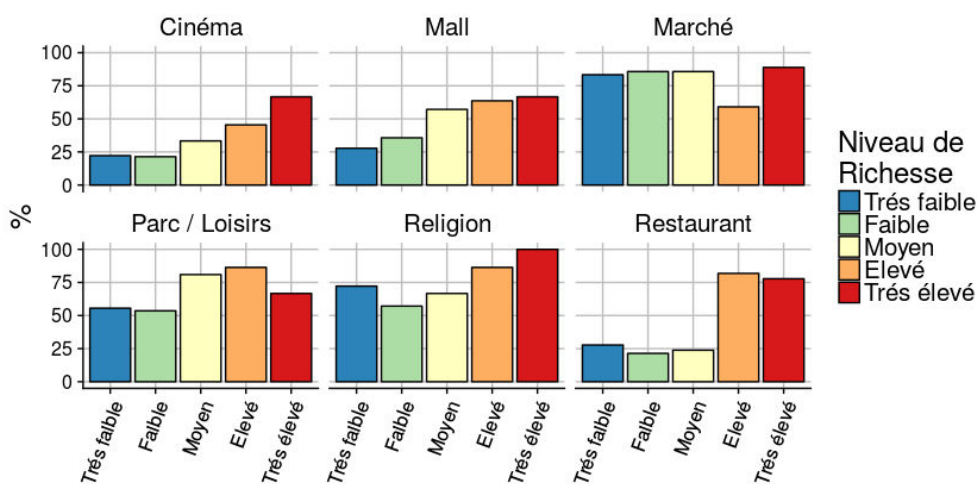 Cinéma
Mall
Marché
100
75
50
25
0
Parc / Loisirs
Religion
Restaurant
100
75
50
25
0
%
Trés faible
Faible
Moyen
Elevé
Trés élevé
Trés faible
Faible
Moyen
Elevé
Trés élevé
Trés faible
Faible
Moyen
Elevé
Trés élevé
Niveau de
Richesse
Trés faible
Faible
Moyen
Elevé
Trés élevé